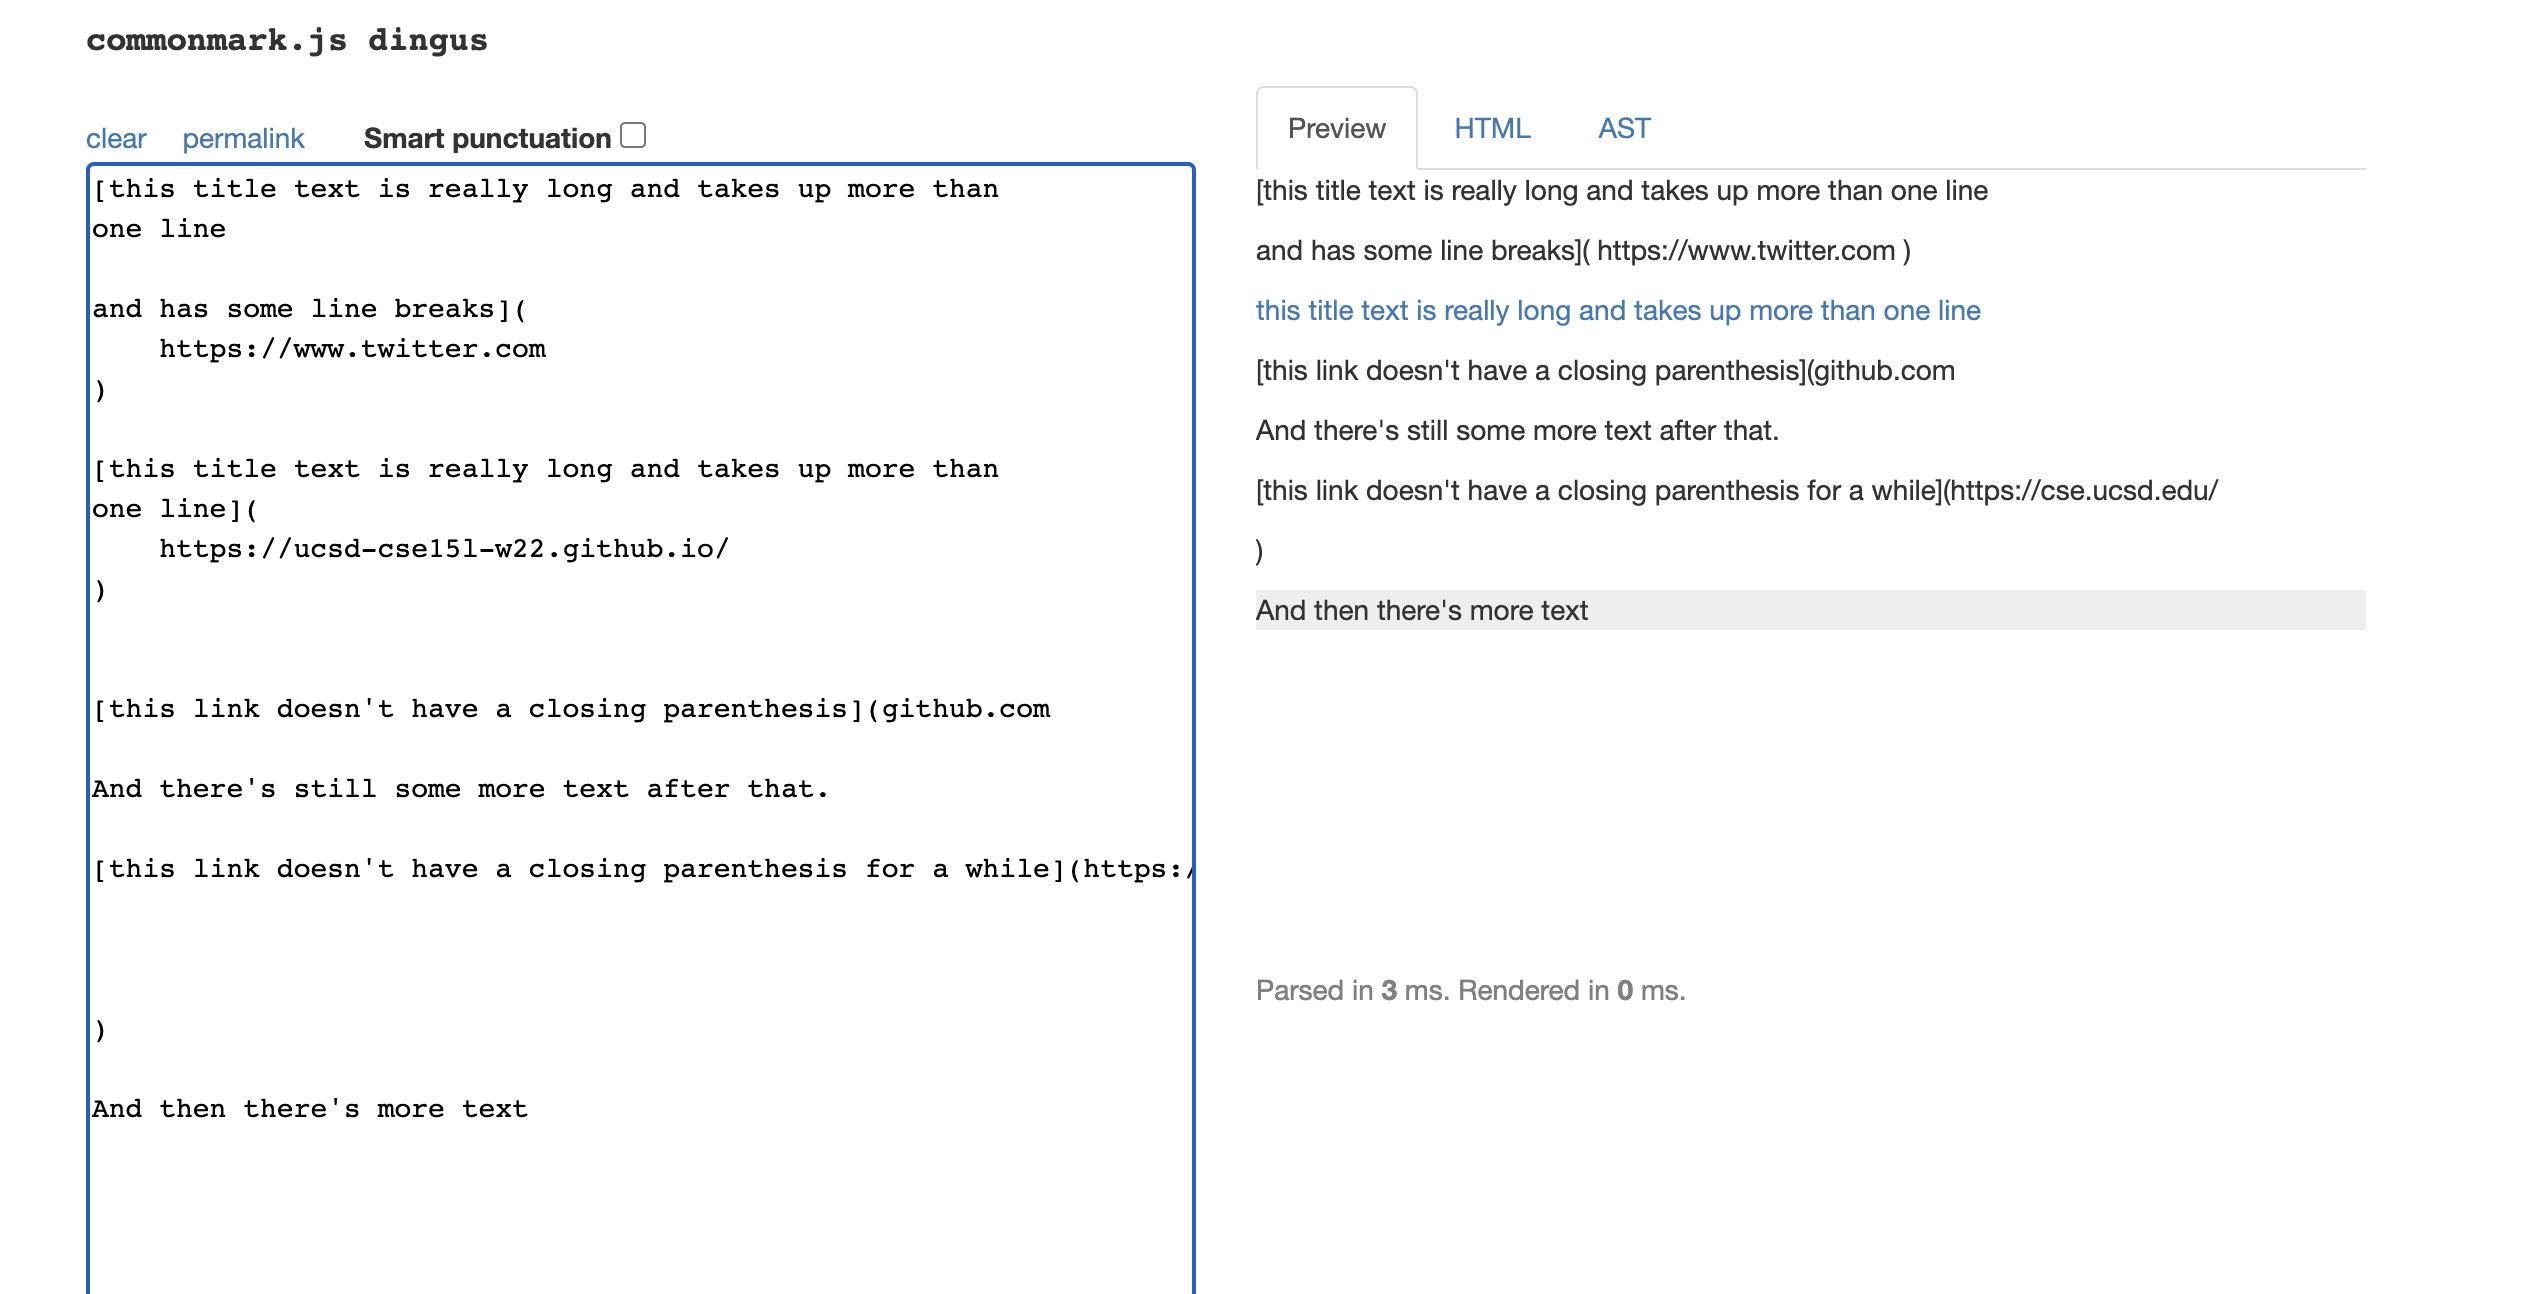 commonmark.js dingus
clear permalink Smart punctuation
[this title text is really long and takes up more than
one line
and has some line breaks](
https://www.twitter.com
)
[this title text is really long and takes up more than
one line](
https://ucsd-cse15l-w22.github.io/
)
[this link doesn't have a closing parenthesis](github.com
And there's still some more text after that.
[this link doesn't have a closing parenthesis for a while](https:/
)
And then there's more text
Preview HTML AST
[this title text is really long and takes up more than one line
and has some line breaks]( https://www.twitter.com )
this title text is really long and takes up more than one line
[this link doesn't have a closing parenthesis](github.com
And there's still some more text after that.
[this link doesn't have a closing parenthesis for a while](https://cse.ucsd.edu/
)
And then there's more text
Parsed in 3 ms. Rendered in 0 ms.